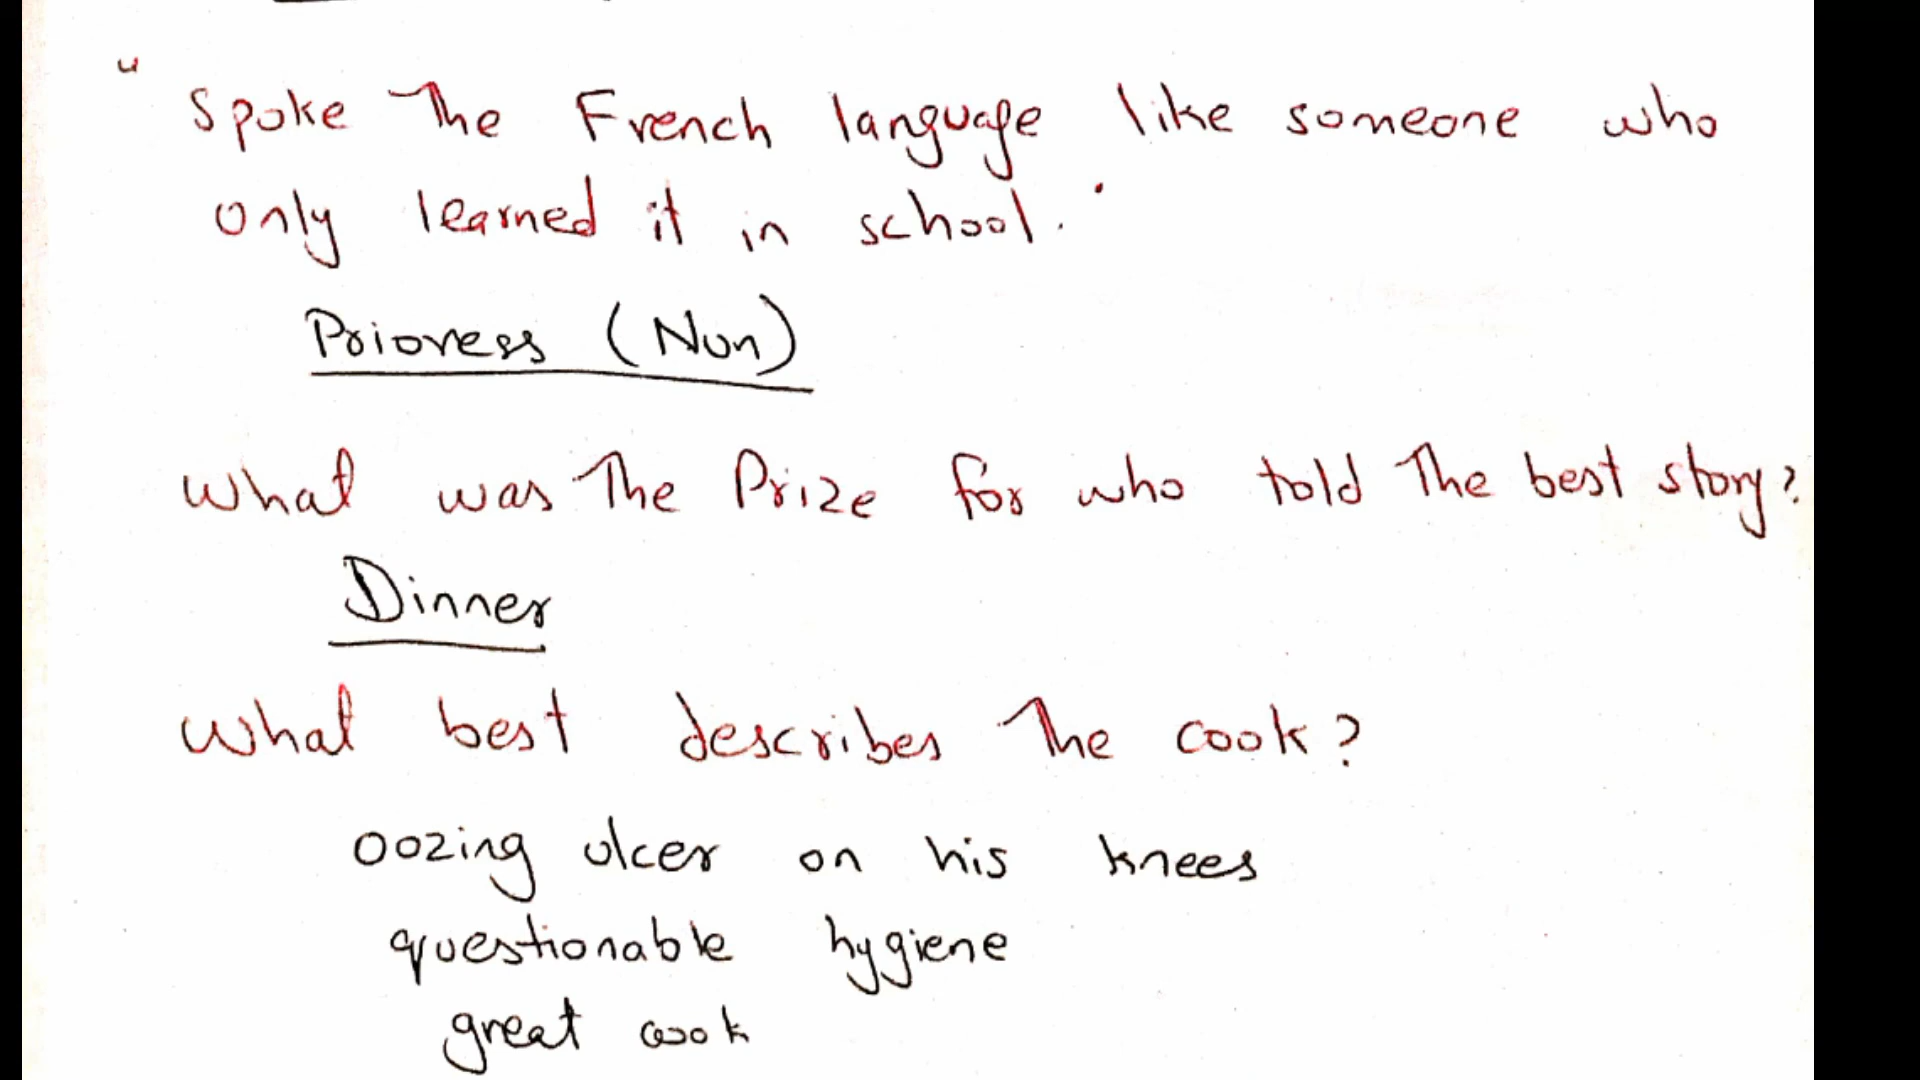 "Spoke the French language like someone who
only learned it in school."
Prioress (Nun)
What was the Prize for who told the best story?
Dinner
What best describes the cook?
oozing ulcer on his knees
questionable hygiene
great cook